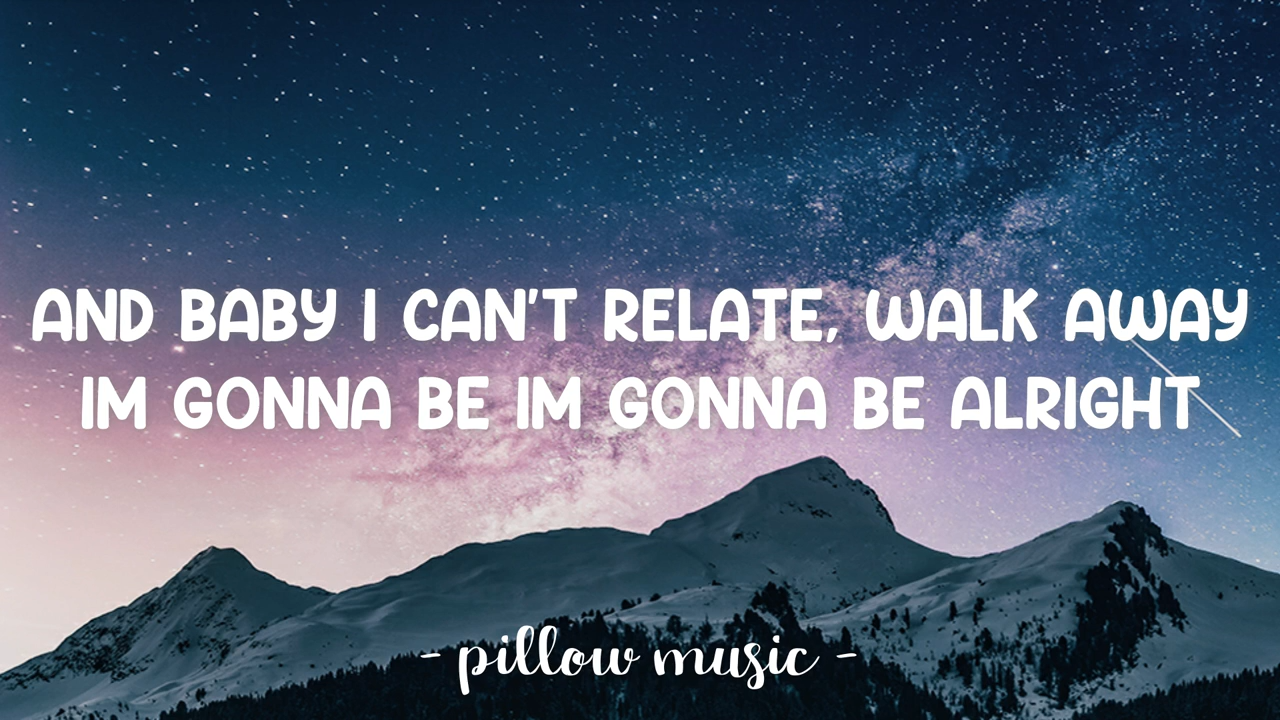 AND BABY I CAN'T RELATE, WALK AWAY
IM GONNA BE IM GONNA BE ALRIGHT
- pillow music -